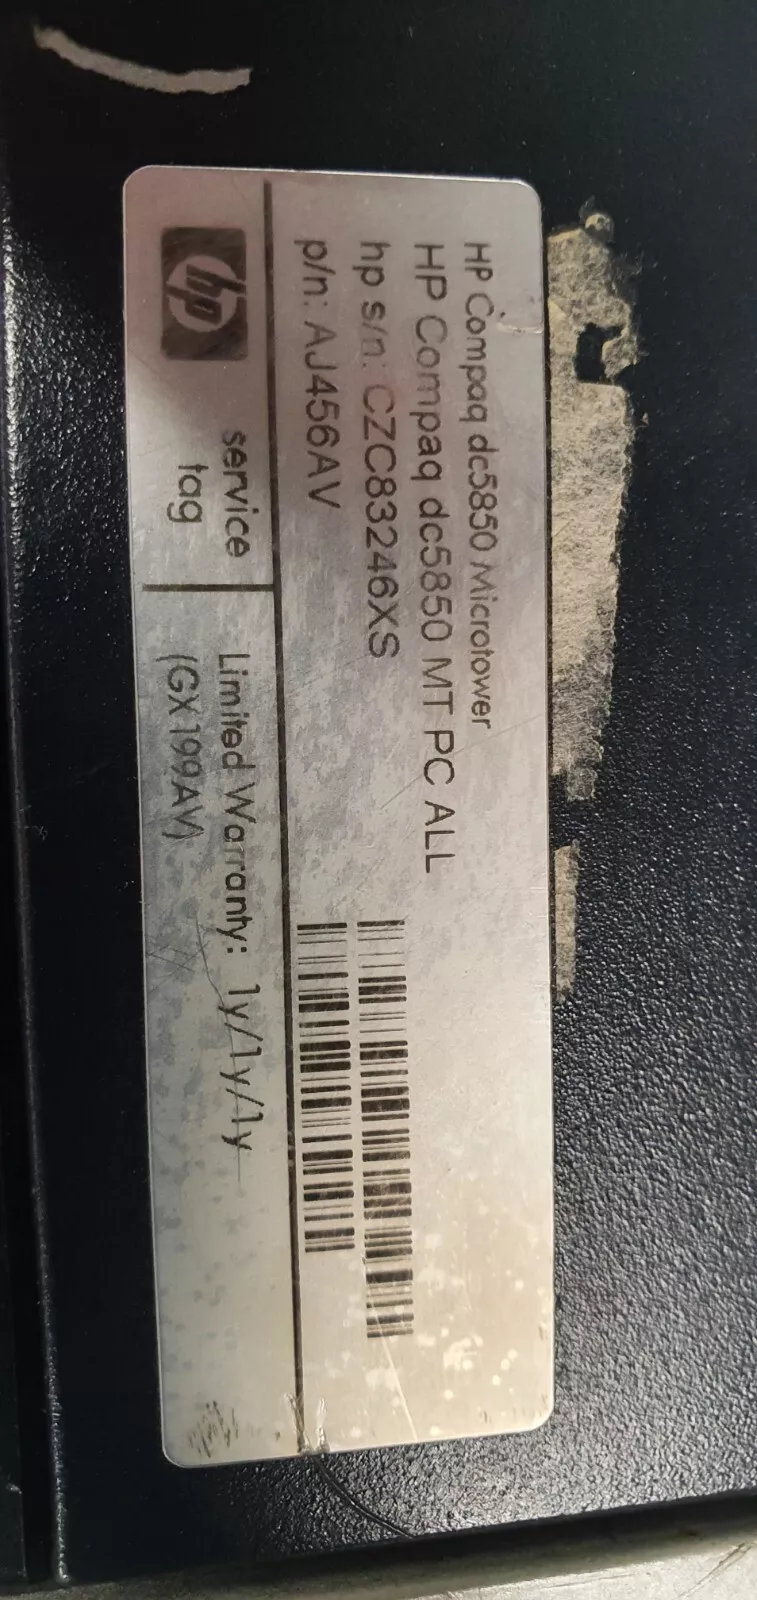 HP Compaq dc5850 Microtower
HP Compaq dc5850 MT PC ALL
hp s/n: CZC83246XS
p/n: AJ456AV
hp
service
tag
Limited Warranty: 1y/1y/1y
(GX199AV)